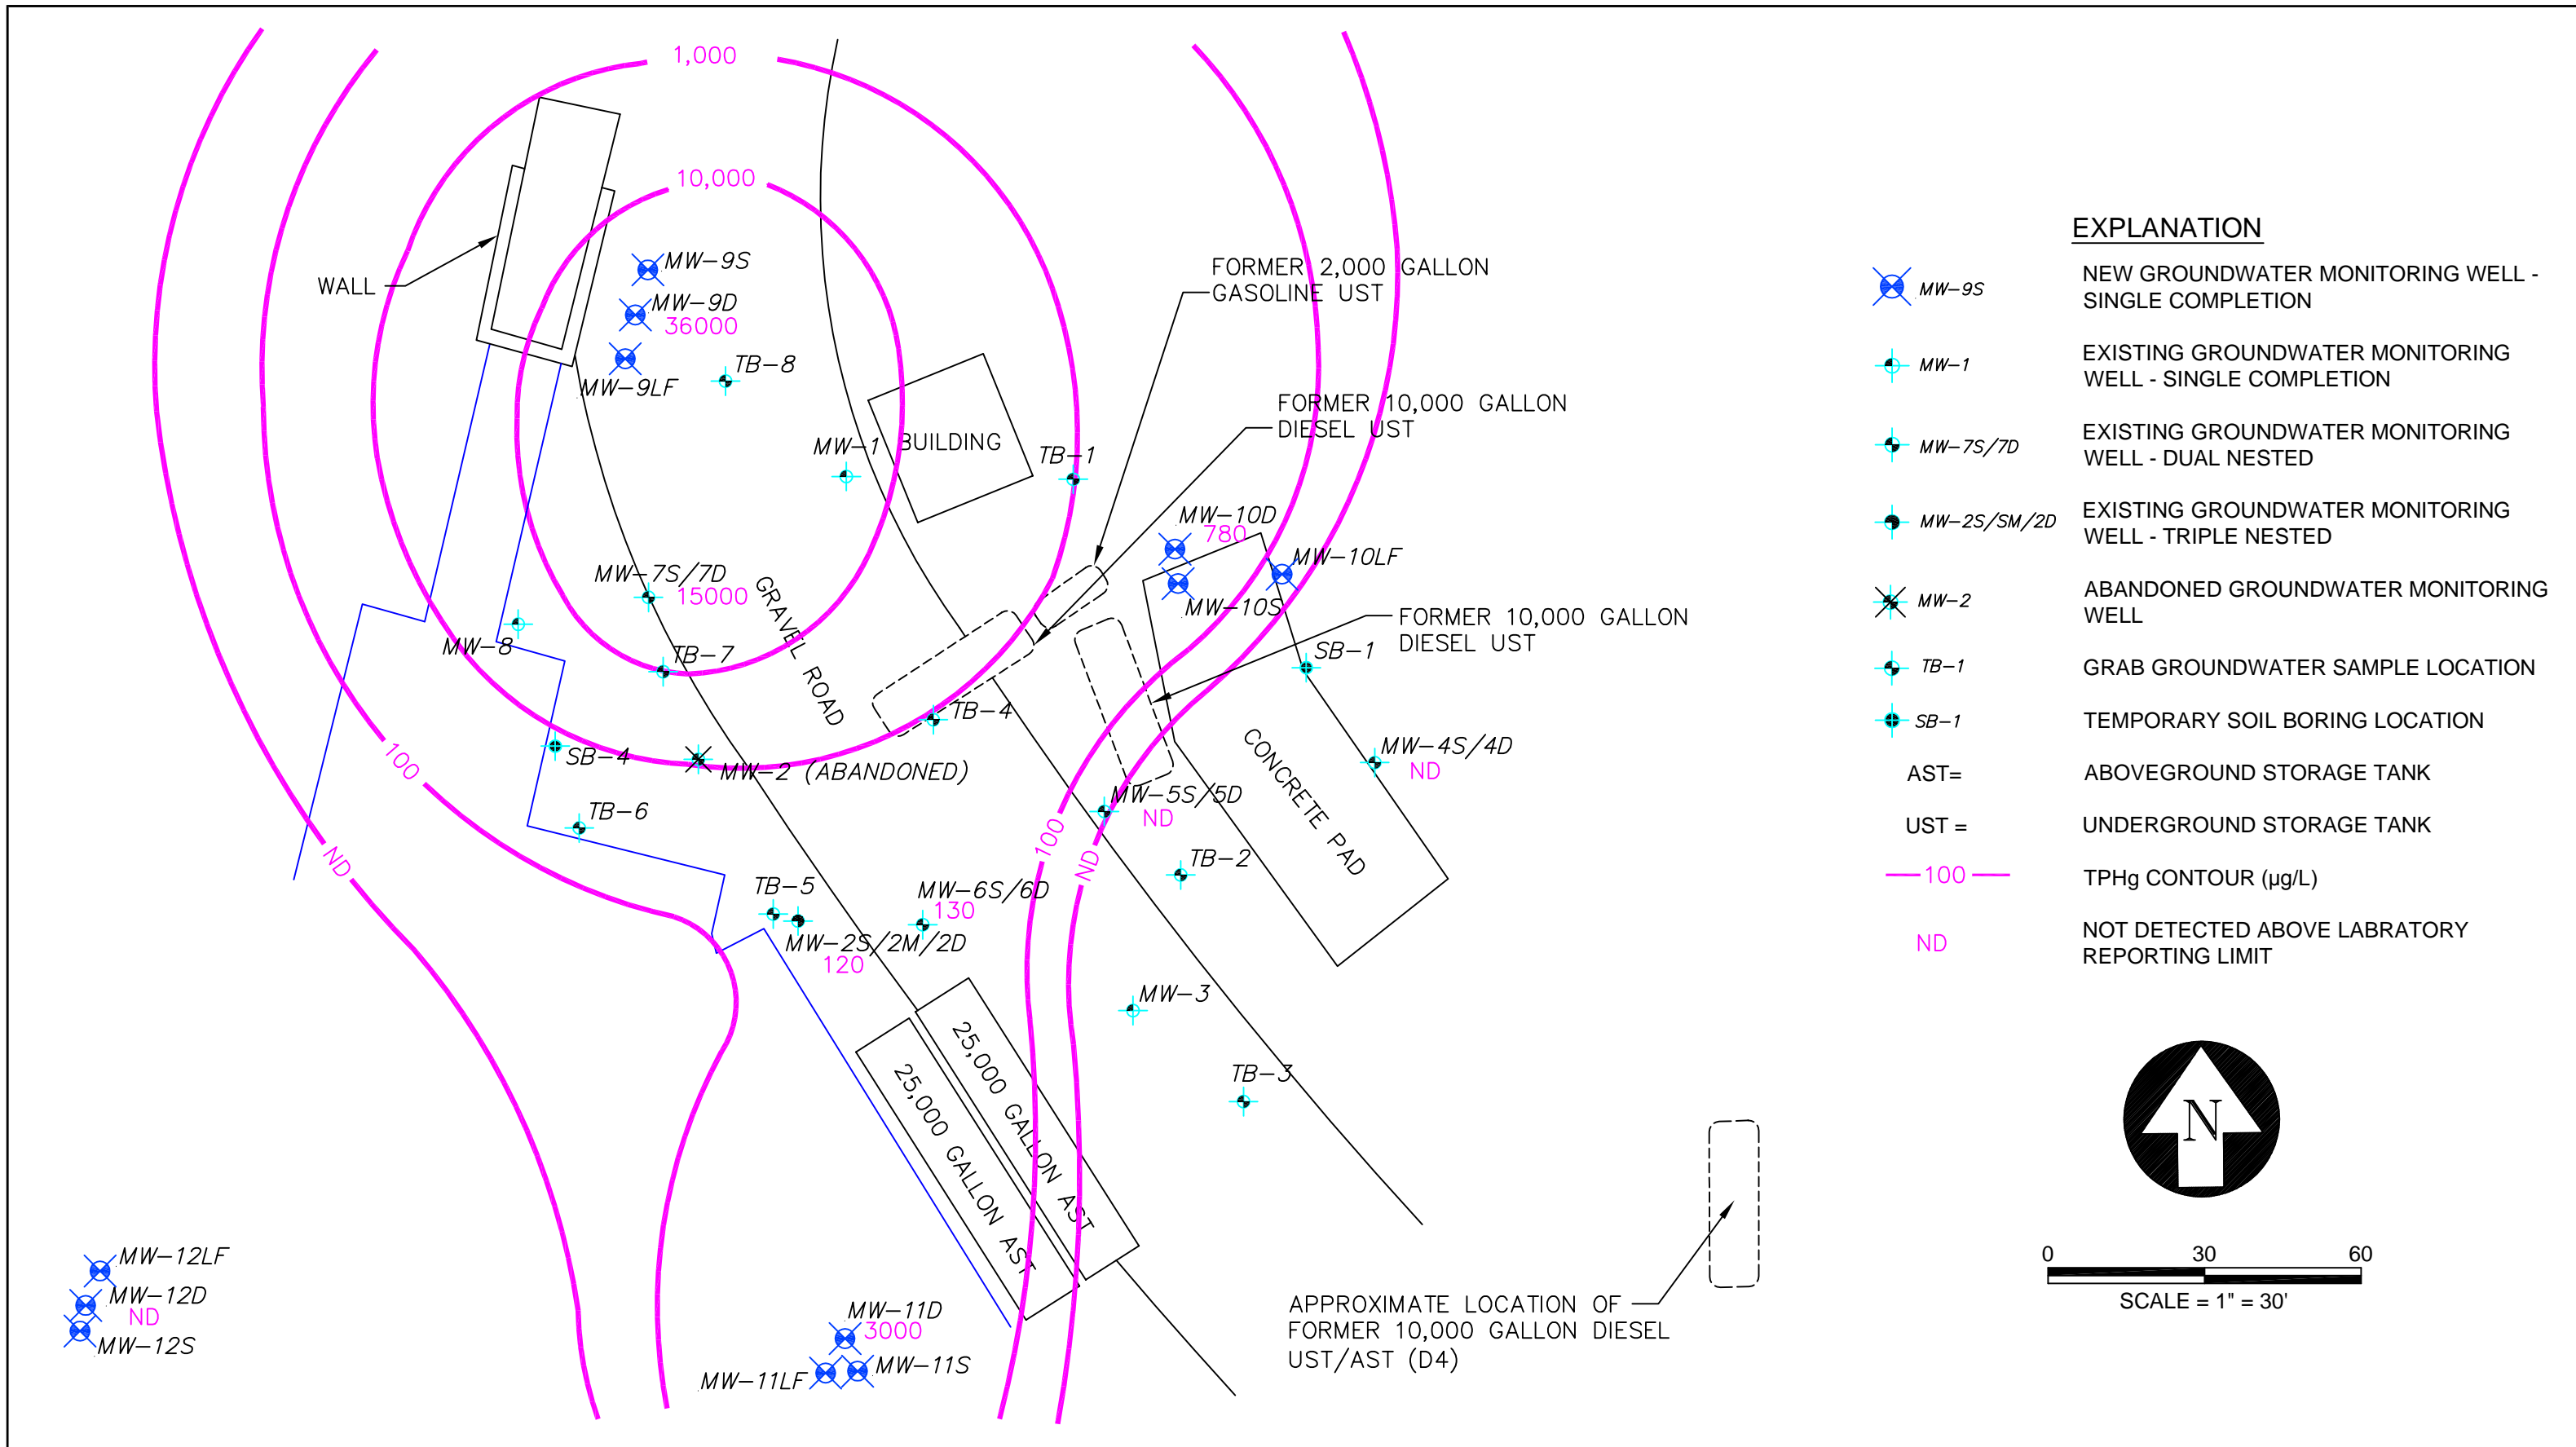 1,000
10,000
WALL
MW-9S
MW-9D
36000
MW-9LF
TB-8
MW-1
BUILDING
TB-1
FORMER 2,000 GALLON
GASOLINE UST
FORMER 10,000 GALLON
DIESEL UST
MW-10D
780
MW-10LF
MW-10S
FORMER 10,000 GALLON
DIESEL UST
MW-7S/7D
15000
GRAVEL ROAD
MW-8
TB-7
SB-1
TB-4
SB-4
MW-2 (ABANDONED)
100
CONCRETE PAD
MW-4S/4D
ND
MW-5S/5D
ND
TB-6
100
ND
ND
TB-2
TB-5
MW-6S/6D
130
MW-2S/2M/2D
120
MW-3
25,000 GALLON AST
25,000 GALLON AST
TB-3
MW-12LF
MW-12D
ND
MW-12S
MW-11D
3000
MW-11LF
MW-11S
APPROXIMATE LOCATION OF
FORMER 10,000 GALLON DIESEL
UST/AST (D4)
EXPLANATION
MW-9S
NEW GROUNDWATER MONITORING WELL -
SINGLE COMPLETION
MW-1
EXISTING GROUNDWATER MONITORING
WELL - SINGLE COMPLETION
MW-7S/7D
EXISTING GROUNDWATER MONITORING
WELL - DUAL NESTED
MW-2S/SM/2D
EXISTING GROUNDWATER MONITORING
WELL - TRIPLE NESTED
MW-2
ABANDONED GROUNDWATER MONITORING
WELL
TB-1
GRAB GROUNDWATER SAMPLE LOCATION
SB-1
TEMPORARY SOIL BORING LOCATION
AST=
ABOVEGROUND STORAGE TANK
UST =
UNDERGROUND STORAGE TANK
100
TPHg CONTOUR (µg/L)
ND
NOT DETECTED ABOVE LABRATORY
REPORTING LIMIT
N
0 30 60
SCALE = 1" = 30'